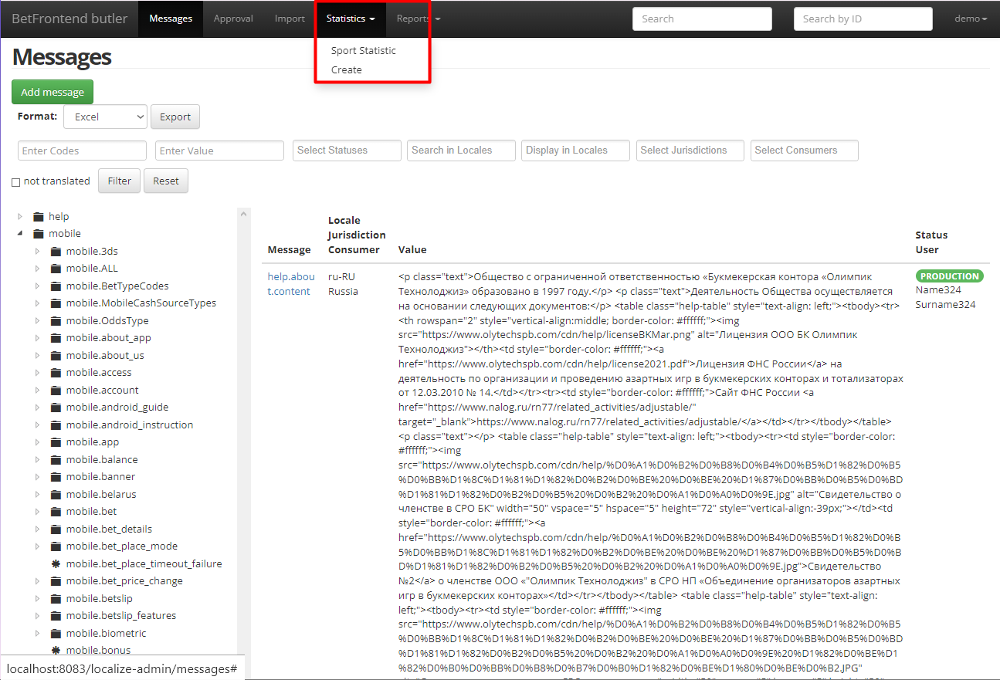 BetFrontend butler Messages Approval Import Statistics Reports Search Search by ID demo
Sport Statistic
Create
Messages
Add message
Format: Excel Export
Enter Codes Enter Value Select Statuses Search in Locales Display in Locales Select Jurisdictions Select Consumers
not translated Filter Reset
help
mobile
mobile.3ds
mobile.ALL
mobile.BetTypeCodes
mobile.MobileCashSourceTypes
mobile.OddsType
mobile.about_app
mobile.about_us
mobile.access
mobile.account
mobile.android_guide
mobile.android_instruction
mobile.app
mobile.balance
mobile.banner
mobile.belarus
mobile.bet
mobile.bet_details
mobile.bet_place_mode
mobile.bet_place_timeout_failure
mobile.bet_price_change
mobile.betslip
mobile.betslip_features
mobile.biometric
mobile.bonus
localhost:8083/localize-admin/messages#
Message
Locale
Jurisdiction
Consumer
Value
Status
User
help.abou
t.content
ru-RU
Russia
<p class="text">Общество с ограниченной ответственностью «Букмекерская контора «Олимпик
Технолоджиз» образовано в 1997 году.</p> <p class="text">Деятельность Общества осуществляется
на основании следующих документов:</p> <table class="help-table" style="text-align: left;"><tbody><tr>
<th rowspan="2" style="vertical-align:middle; border-color: #ffffff;"><img
src="https://www.olytechspb.com/cdn/help/licenseBKMar.png" alt="Лицензия ООО БК Олимпик
Технолоджиз"></th><td style="border-color: #ffffff;"><a
href="https://www.olytechspb.com/cdn/help/license2021.pdf">Лицензия ФНС России</a> на
деятельность по организации и проведению азартных игр в букмекерских конторах и тотализаторах
от 12.03.2010 № 14.</td></tr><tr><td style="border-color: #ffffff;">Сайт ФНС России <a
href="https://www.nalog.ru/rn77/related_activities/adjustable/"
target="_blank">https://www.nalog.ru/rn77/related_activities/adjustable/</a></td></tr></tbody></table>
<p class="text"></p> <table class="help-table" style="text-align: left;"><tbody><tr><td style="border-color:
#ffffff;"><img
src="https://www.olytechspb.com/cdn/help/%D0%A1%D0%B2%D0%B8%D0%B4%D0%B5%D1%82%D0%B5
%D0%BB%D1%8C%D1%81%D1%82%D0%B2%D0%BE%20%D0%BE%20%D1%87%D0%BB%D0%B5%D0%BD
%D1%81%D1%82%D0%B2%D0%B5%20%D0%B2%20%D0%A1%D0%A0%D0%9E.jpg" alt="Свидетельство о
членстве в СРО БК" width="50" vspace="5" hspace="5" height="72" style="vertical-align:-39px;"></td><td
style="border-color: #ffffff;"><a
href="https://www.olytechspb.com/cdn/help/%D0%A1%D0%B2%D0%B8%D0%B4%D0%B5%D1%82%D0%B
5%D0%BB%D1%8C%D1%81%D1%82%D0%B2%D0%BE%20%D0%BE%20%D1%87%D0%BB%D0%B5%D0%B
D%D1%81%D1%82%D0%B2%D0%B5%20%D0%B2%20%D0%A1%D0%A0%D0%9E.jpg">Свидетельство
№2</a> о членстве ООО «"Олимпик Технолоджиз" в СРО НП «Объединение организаторов азартных
игр в букмекерских конторах»</td></tr></tbody></table> <table class="help-table" style="text-align:
left;"><tbody><tr><td style="border-color: #ffffff;"><img
src="https://www.olytechspb.com/cdn/help/%D0%A1%D0%B2%D0%B8%D0%B4%D0%B5%D1%82%D0%B5
%D0%BB%D1%8C%D1%81%D1%82%D0%B2%D0%BE%20%D0%BE%20%D1%87%D0%BB%D0%B5%D0%BD
%D1%81%D1%82%D0%B2%D0%B5%20%D0%B2%20%D0%A1%D0%A0%D0%9E%20%D1%82%D0%BE%D1
%82%D0%B0%D0%BB%D0%B8%D0%B7%D0%B0%D1%82%D0%BE%D1%80%D0%BE%D0%B2.JPG"
PRODUCTION
Name324
Surname324